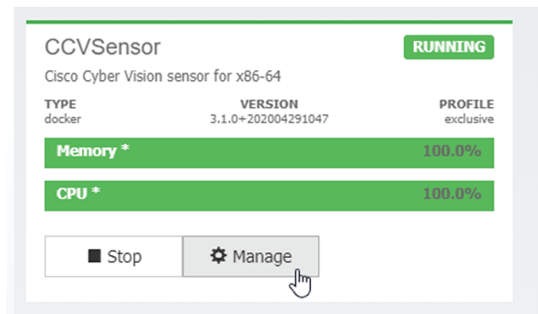 CCVSensor RUNNING
Cisco Cyber Vision sensor for x86-64
TYPE VERSION PROFILE
docker 3.1.0+202004291047 exclusive
Memory * 100.0%
CPU * 100.0%
Stop Manage